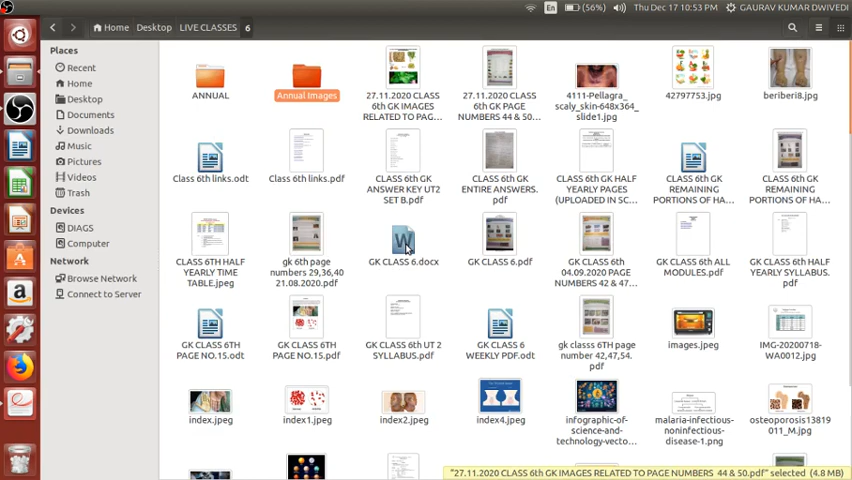 En
(56%)
Thu Dec 17 10:53 PM
GAURAV KUMAR DWIVEDI
Home
Desktop
LIVE CLASSES
6
Places
Recent
Home
Desktop
Documents
Downloads
Music
Pictures
Videos
Trash
Devices
DIAGS
Computer
Network
Browse Network
Connect to Server
ANNUAL
Annual Images
27.11.2020 CLASS
6th GK IMAGES
RELATED TO PAG...
27.11.2020 CLASS
6th GK PAGE
NUMBERS 44 & 50...
4111-Pellagra_
scaly_skin-648x364_
slide1.jpg
42797753.jpg
beriberi8.jpg
Class 6th links.odt
Class 6th links.pdf
CLASS 6th GK
ANSWER KEY UT2
SET B.pdf
CLASS 6th GK
ENTIRE ANSWERS.
pdf
CLASS 6th GK HALF
YEARLY PAGES
(UPLOADED IN SC...
CLASS 6th GK
REMAINING
PORTIONS OF HA...
CLASS 6th GK
REMAINING
PORTIONS OF HA...
CLASS 6TH HALF
YEARLY TIME
TABLE.jpeg
gk 6th page
numbers 29,36,40
21.08.2020.pdf
W
GK CLASS 6.docx
GK CLASS 6.pdf
GK CLASS 6th
04.09.2020 PAGE
NUMBERS 42 & 47...
GK CLASS 6th ALL
MODULES.pdf
GK CLASS 6th HALF
YEARLY SYLLABUS.
pdf
GK CLASS 6TH
PAGE NO.15.odt
GK CLASS 6TH
PAGE NO.15.pdf
GK CLASS 6th UT 2
SYLLABUS.pdf
GK CLASS 6
WEEKLY PDF.odt
gk classs 6TH page
number 42,47,54.
pdf
images.jpeg
IMG-20200718-
WA0012.jpg
index.jpeg
index1.jpeg
index2.jpeg
index4.jpeg
infographic-of-
science-and-
technology-vecto...
malaria-infectious-
noninfectious-
disease-1.png
osteoporosis13819
011_M.jpg
"27.11.2020 CLASS 6th GK IMAGES RELATED TO PAGE NUMBERS 44 & 50.pdf" selected (4.8 MB)